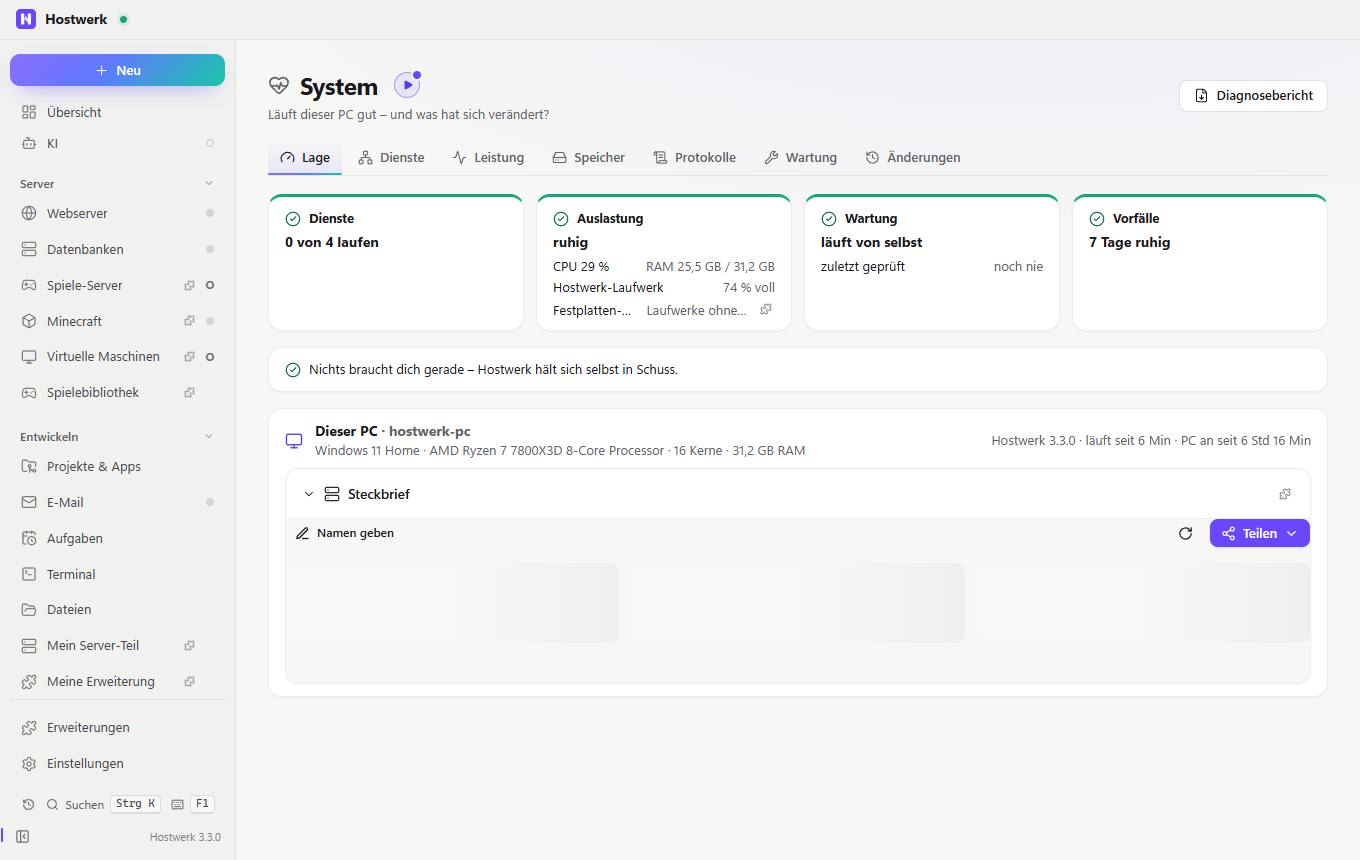 Hostwerk
Neu
Übersicht
KI
Server
Webserver
Datenbanken
Spiele-Server
Minecraft
Virtuelle Maschinen
Spielebibliothek
Entwickeln
Projekte & Apps
E-Mail
Aufgaben
Terminal
Dateien
Mein Server-Teil
Meine Erweiterung
Erweiterungen
Einstellungen
Suchen Strg K F1
Hostwerk 3.3.0
System
Läuft dieser PC gut – und was hat sich verändert?
Diagnosebericht
Lage Dienste Leistung Speicher Protokolle Wartung Änderungen
Dienste
0 von 4 laufen
Auslastung
ruhig
CPU 29 % RAM 25,5 GB / 31,2 GB
Hostwerk-Laufwerk 74 % voll
Festplatten-... Laufwerke ohne...
Wartung
läuft von selbst
zuletzt geprüft noch nie
Vorfälle
7 Tage ruhig
Nichts braucht dich gerade – Hostwerk hält sich selbst in Schuss.
Dieser PC · hostwerk-pc
Windows 11 Home · AMD Ryzen 7 7800X3D 8-Core Processor · 16 Kerne · 31,2 GB RAM
Hostwerk 3.3.0 · läuft seit 6 Min · PC an seit 6 Std 16 Min
Steckbrief
Namen geben
Teilen